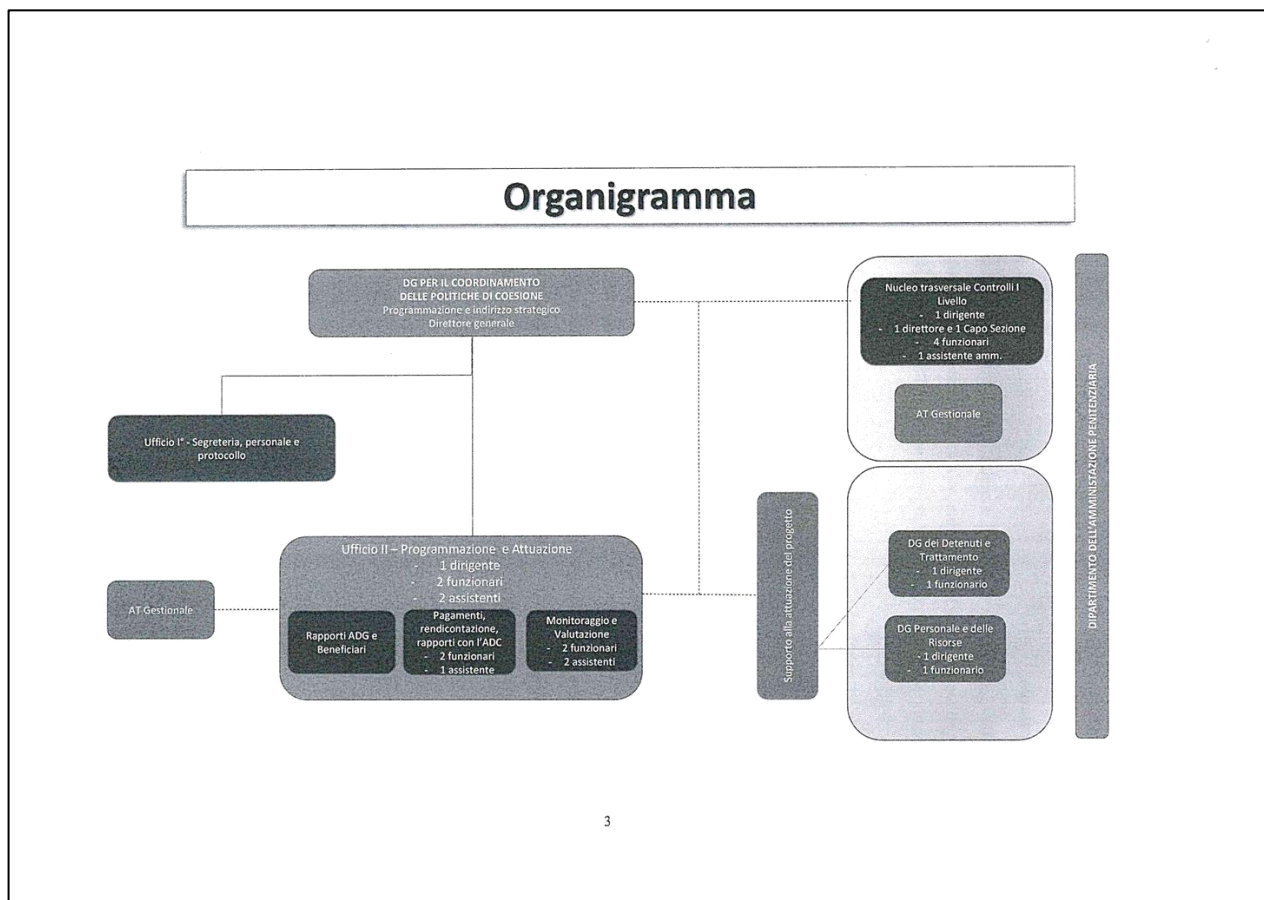 Organigramma
DG PER IL COORDINAMENTO
DELLE POLITICHE DI COESIONE
Programmazione e indirizzo strategico
Direttore generale
Ufficio I° - Segreteria, personale e
protocollo
Ufficio II – Programmazione e Attuazione
- 1 dirigente
- 2 funzionari
- 2 assistenti
AT Gestionale
Rapporti ADG e
Beneficiari
Pagamenti,
rendicontazione,
rapporti con l'ADC
- 2 funzionari
- 1 assistente
Monitoraggio e
Valutazione
- 2 funzionari
- 2 assistenti
Nucleo trasversale Controlli I
Livello
- 1 dirigente
- 1 direttore e 1 Capo Sezione
- 4 funzionari
- 1 assistente amm.
AT Gestionale
Supporto alla attuazione del progetto
DG dei Detenuti e
Trattamento
- 1 dirigente
- 1 funzionario
DG Personale e delle
Risorse
- 1 dirigente
- 1 funzionario
DIPARTIMENTO DELL'AMMINISTAZIONE PENITENZIARIA
3